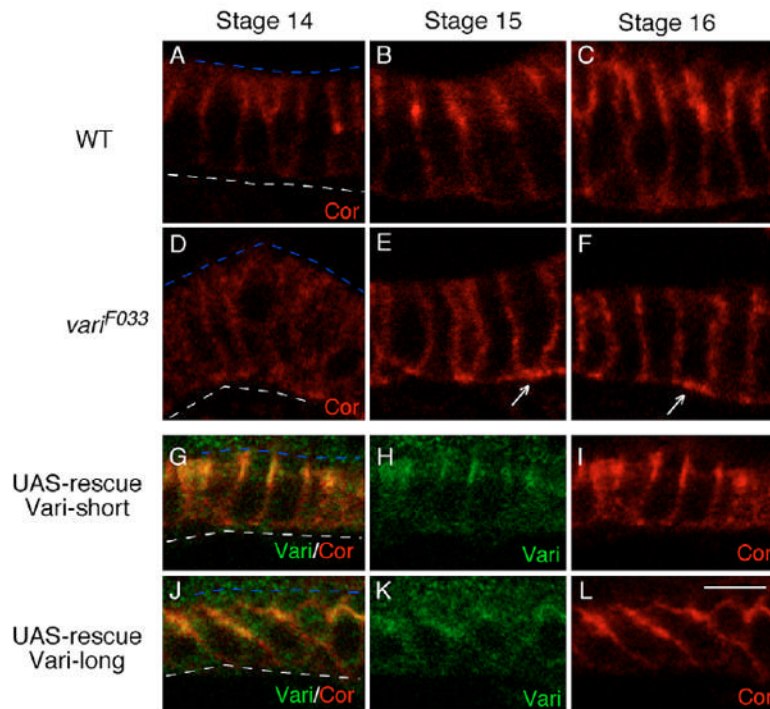 Stage 14 Stage 15 Stage 16
WT
A B C
Cor
vari^F033
D E F
Cor
UAS-rescue
Vari-short
G H I
Vari/Cor Vari Cor
UAS-rescue
Vari-long
J K L
Vari/Cor Vari Cor